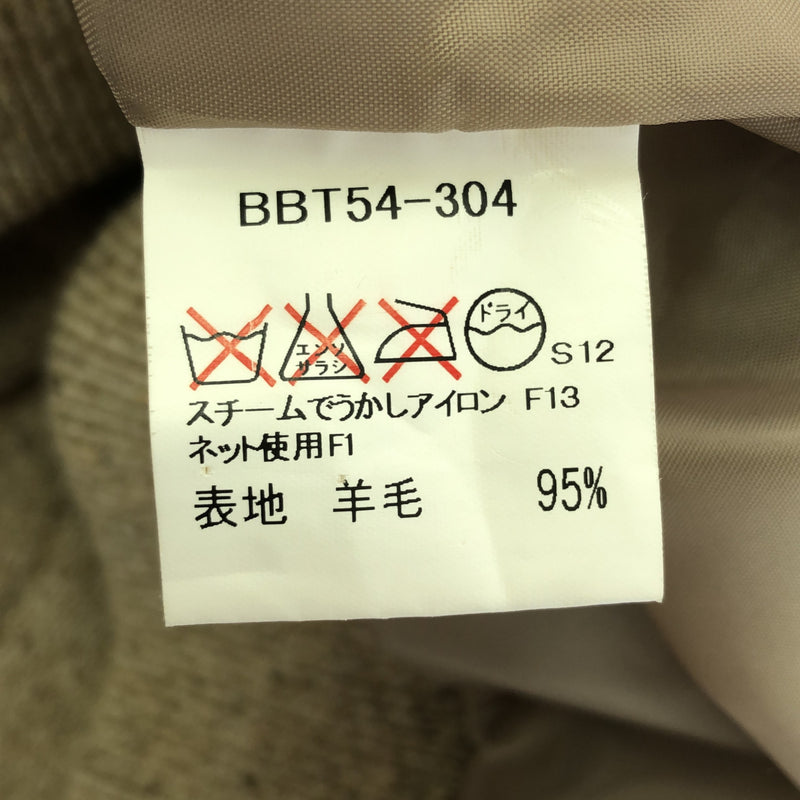 BBT54-304
エンソ
サラシ
ドライ
S12
スチームでうかしアイロン F13
ネット使用F1
表地 羊毛 95%